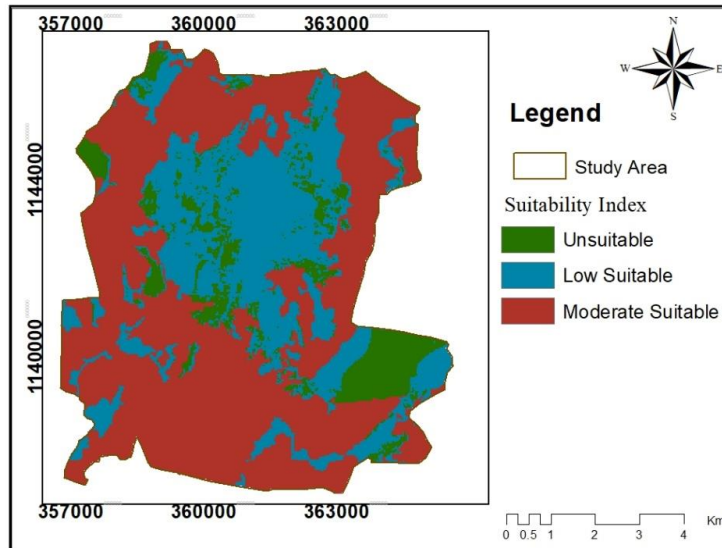 357000 360000 363000
N
W E
S
Legend
Study Area
Suitability Index
Unsuitable
Low Suitable
Moderate Suitable
1144000
1140000
357000 360000 363000
Km
0 0.5 1 2 3 4